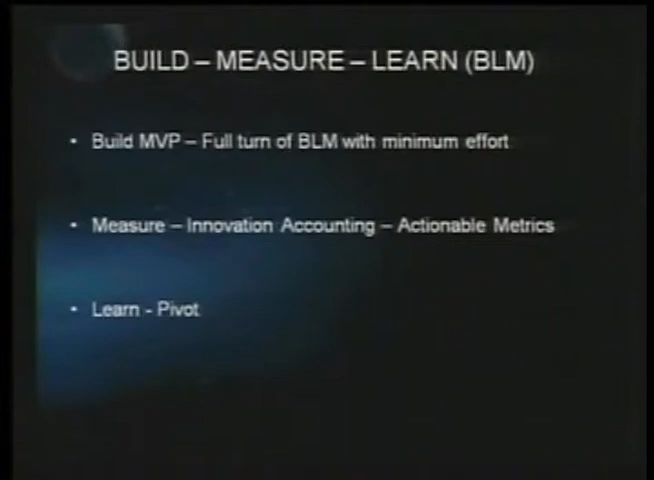 BUILD – MEASURE – LEARN (BLM)
• Build MVP – Full turn of BLM with minimum effort
• Measure – Innovation Accounting – Actionable Metrics
• Learn - Pivot